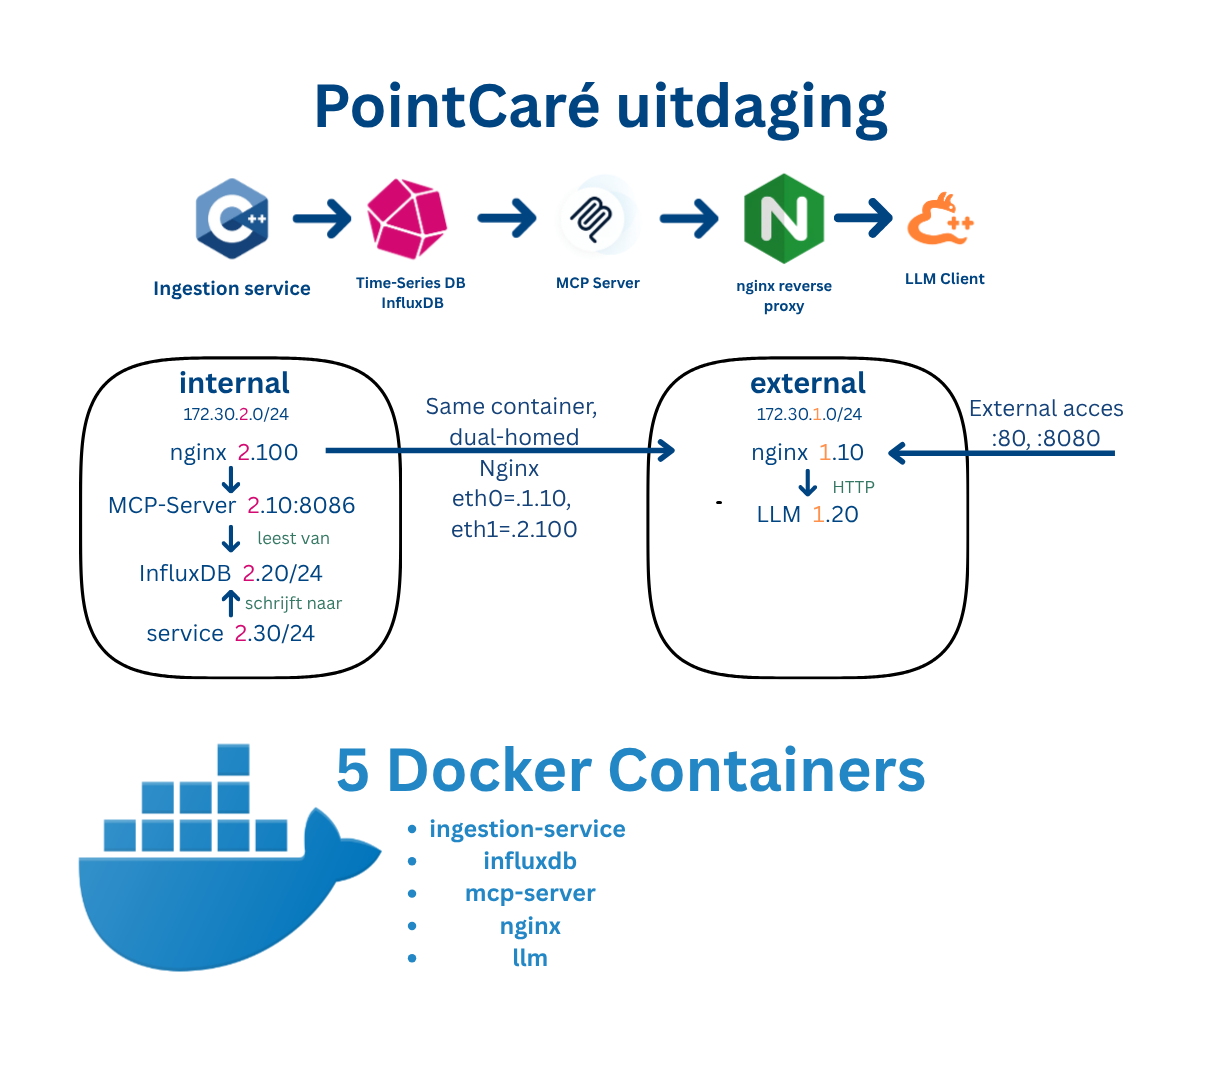 PointCaré uitdaging
Ingestion service
Time-Series DB
InfluxDB
MCP Server
nginx reverse
proxy
LLM Client
internal
172.30.2.0/24
nginx 2.100
MCP-Server 2.10:8086
leest van
InfluxDB 2.20/24
schrijft naar
service 2.30/24
Same container,
dual-homed
Nginx
eth0=.1.10,
eth1=.2.100
external
172.30.1.0/24
nginx 1.10
HTTP
-
LLM 1.20
External acces
:80, :8080
5 Docker Containers
• ingestion-service
• influxdb
• mcp-server
• nginx
• llm